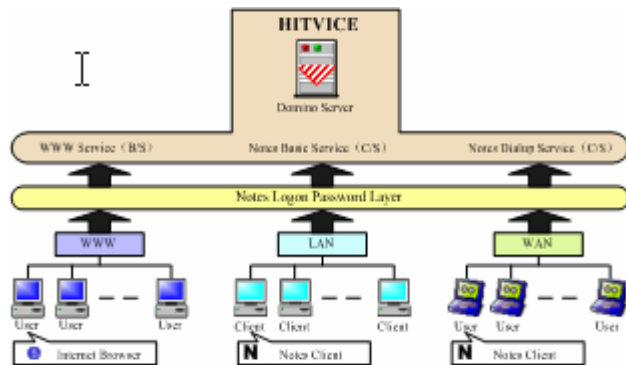 HITVICE
Domino Server
WWW Service (B/S) Notes Basic Service (C/S) Notes Dialup Service (C/S)
Notes Logon Password Layer
WWW LAN WAN
User User User Client Client Client User User User
Internet Browser N Notes Client N Notes Client